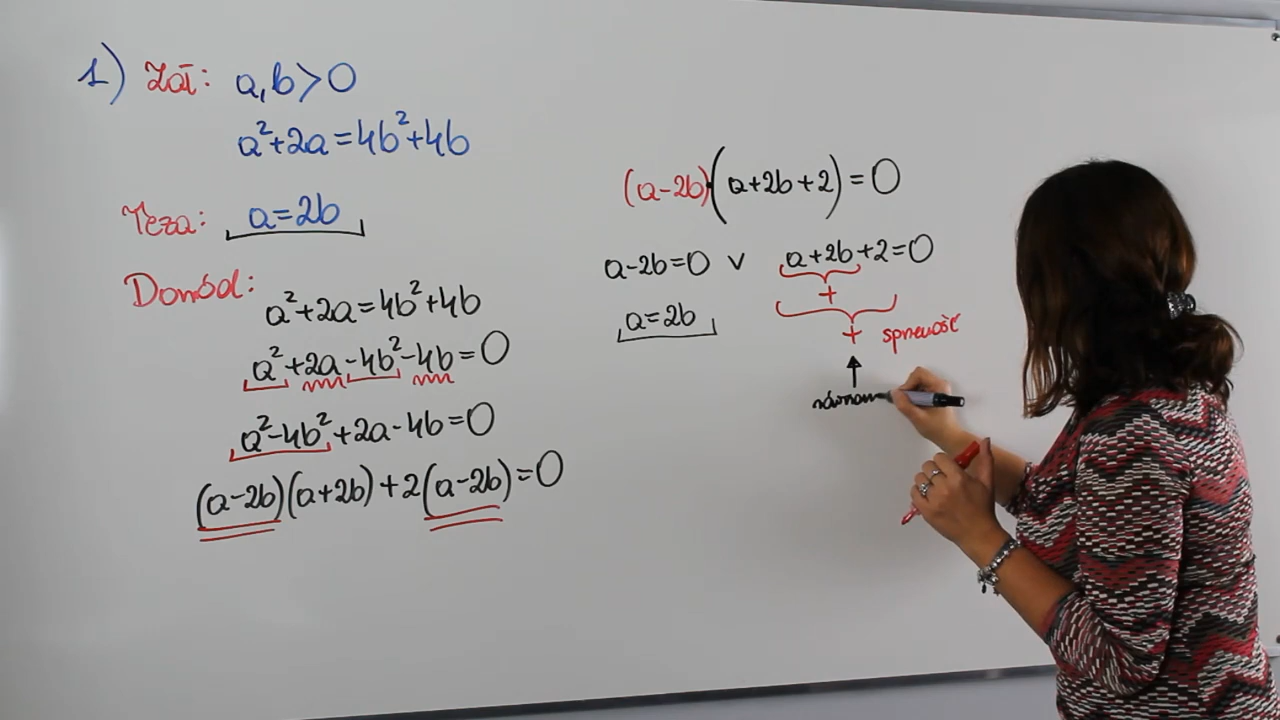 1) Zał: a,b>0
a²+2a=4b²+4b
Teza: a=2b
Dowód:
a²+2a=4b²+4b
a²+2a-4b²-4b=0
a²-4b²+2a-4b=0
(a-2b)(a+2b)+2(a-2b)=0
(a-2b)·(a+2b+2)=0
a-2b=0 ∨ a+2b+2=0
+
a=2b
+ sprzeczność